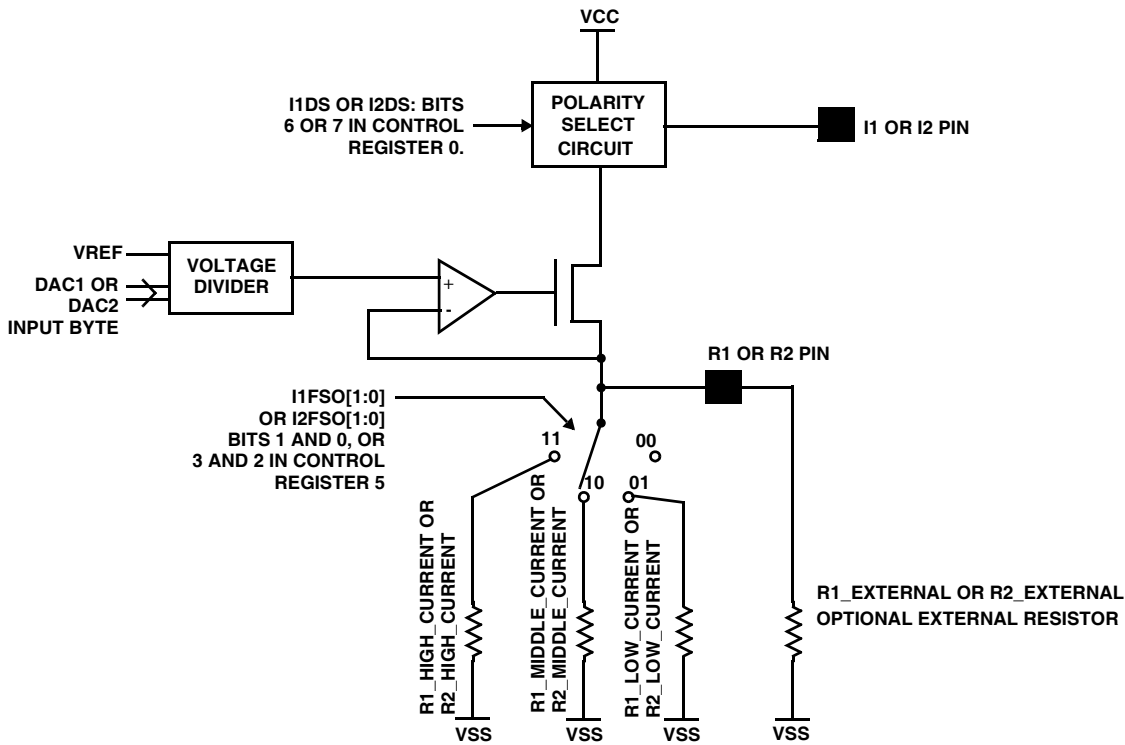 VCC
I1DS OR I2DS: BITS
6 OR 7 IN CONTROL
REGISTER 0.
POLARITY
SELECT
CIRCUIT
I1 OR I2 PIN
VREF
DAC1 OR
DAC2
INPUT BYTE
VOLTAGE
DIVIDER
+
-
R1 OR R2 PIN
I1FSO[1:0]
OR I2FSO[1:0]
BITS 1 AND 0, OR
3 AND 2 IN CONTROL
REGISTER 5
11
00
10
01
R1_HIGH_CURRENT OR
R2_HIGH_CURRENT
R1_MIDDLE_CURRENT OR
R2_MIDDLE_CURRENT
R1_LOW_CURRENT OR
R2_LOW_CURRENT
R1_EXTERNAL OR R2_EXTERNAL
OPTIONAL EXTERNAL RESISTOR
VSS
VSS
VSS
VSS